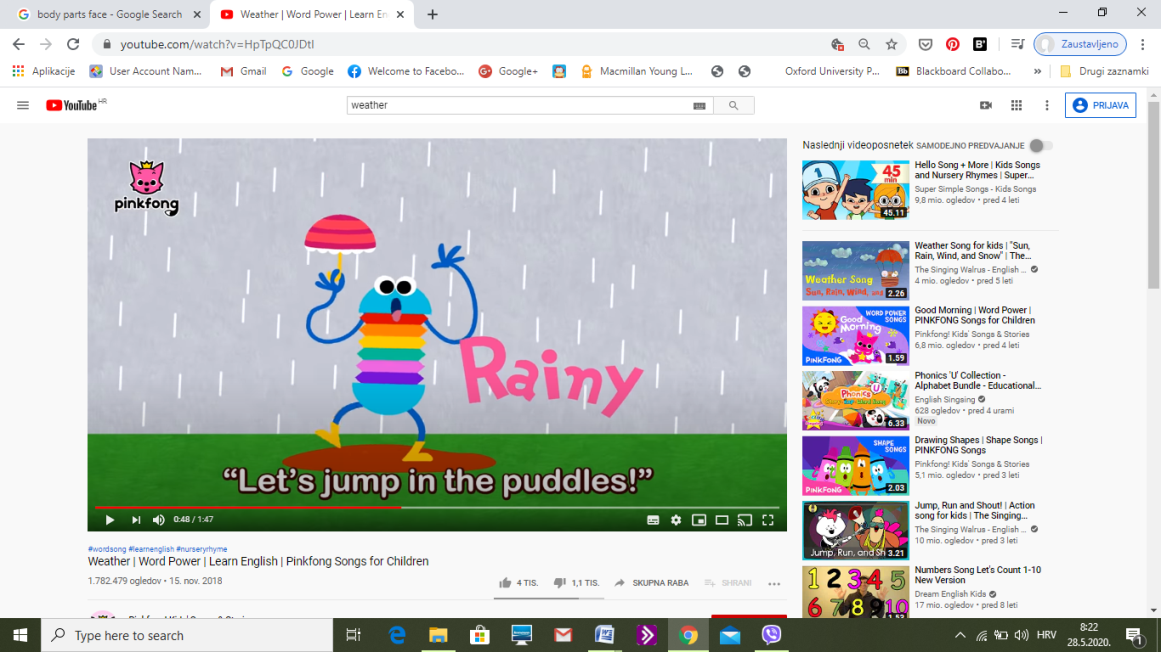 body parts face - Google Search
Weather | Word Power | Learn En
youtube.com/watch?v=HpTpQC0JDtI
Zaustavljeno
Aplikacije
User Account Nam...
Gmail
Google
Welcome to Facebo...
Google+
Macmillan Young L...
Oxford University P...
Bb
Blackboard Collabo...
»
Drugi zaznamki
YouTube HR
weather
PRIJAVA
pinkfong
Rainy
"Let's jump in the puddles!"
0:48 / 1:47
#wordsong #learnenglish #nurseryrhyme
Weather | Word Power | Learn English | Pinkfong Songs for Children
1.782.479 ogledov • 15. nov. 2018
4 TIS.
1,1 TIS.
SKUPNA RABA
SHRANI
Naslednji videoposnetek
SAMODEJNO PREDVAJANJE
45 min
45.11
Hello Song + More | Kids Songs
and Nursery Rhymes | Super...
Super Simple Songs - Kids Songs
9,8 mio. ogledov • pred 4 leti
Weather Song
Sun, Rain, Wind, and
2.26
Weather Song for kids | "Sun,
Rain, Wind, and Snow" | The...
The Singing Walrus - English ...
4 mio. ogledov • pred 5 leti
WORD POWER
SONGS
Good
Morning
PINKFONG
1.59
Good Morning | Word Power |
PINKFONG Songs for Children
Pinkfong! Kids' Songs & Stories
6,8 mio. ogledov • pred 4 leti
Phonics U
6.33
Phonics 'U' Collection -
Alphabet Bundle - Educational...
English Singsing
628 ogledov • pred 4 urami
Novo
SHAPE
SONGS
PINKFONG
2.03
Drawing Shapes | Shape Songs |
PINKFONG Songs
Pinkfong! Kids' Songs & Stories
5,1 mio. ogledov • pred 3 leti
Jump, Run, and Sh
3.21
Jump, Run and Shout! | Action
song for kids | The Singing...
The Singing Walrus - English ...
10 mio. ogledov • pred 3 leti
1 2 3 4 5
6 7 8 9 10
Numbers Song Let's Count 1-10
New Version
Dream English Kids
17 mio. ogledov • pred 8 leti
Type here to search
HRV
8:22
28.5.2020.
1